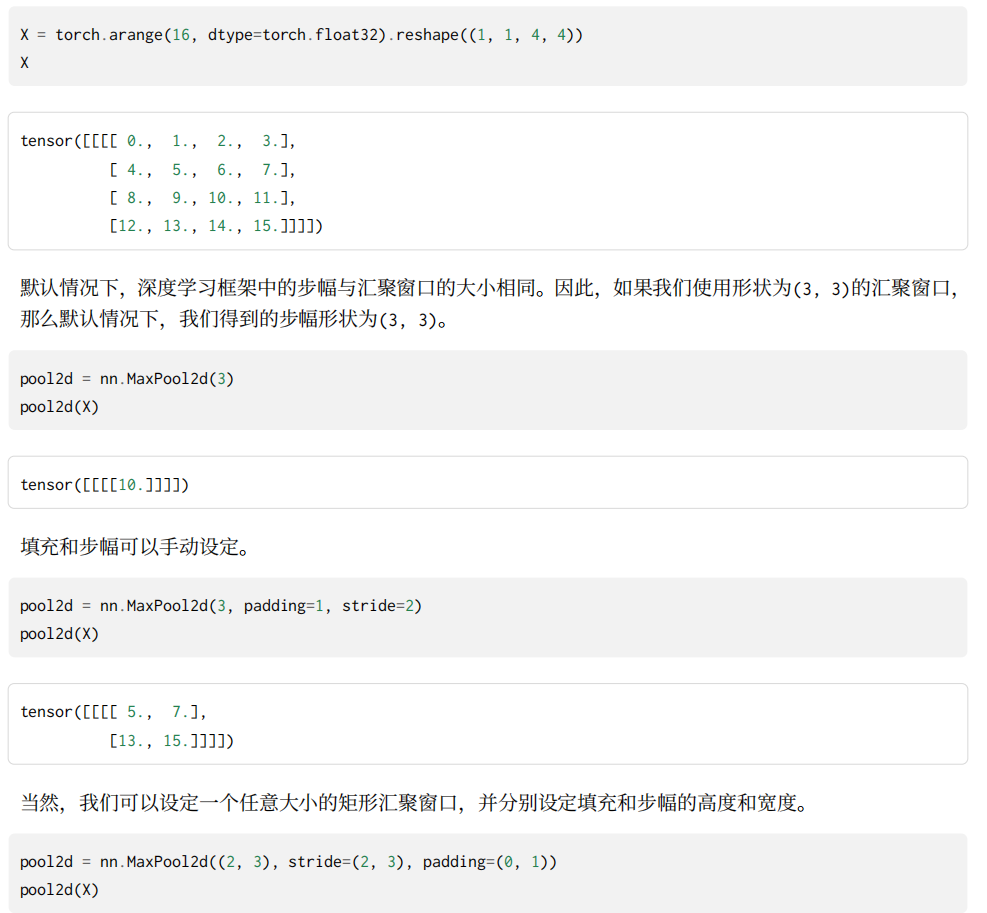 X = torch.arange(16, dtype=torch.float32).reshape((1, 1, 4, 4))
X
tensor([[[[ 0.,  1.,  2.,  3.],
          [ 4.,  5.,  6.,  7.],
          [ 8.,  9., 10., 11.],
          [12., 13., 14., 15.]]]])
默认情况下，深度学习框架中的步幅与汇聚窗口的大小相同。因此，如果我们使用形状为(3, 3)的汇聚窗口，
那么默认情况下，我们得到的步幅形状为(3, 3)。
pool2d = nn.MaxPool2d(3)
pool2d(X)
tensor([[[[10.]]]])
填充和步幅可以手动设定。
pool2d = nn.MaxPool2d(3, padding=1, stride=2)
pool2d(X)
tensor([[[[ 5.,  7.],
          [13., 15.]]]])
当然，我们可以设定一个任意大小的矩形汇聚窗口，并分别设定填充和步幅的高度和宽度。
pool2d = nn.MaxPool2d((2, 3), stride=(2, 3), padding=(0, 1))
pool2d(X)